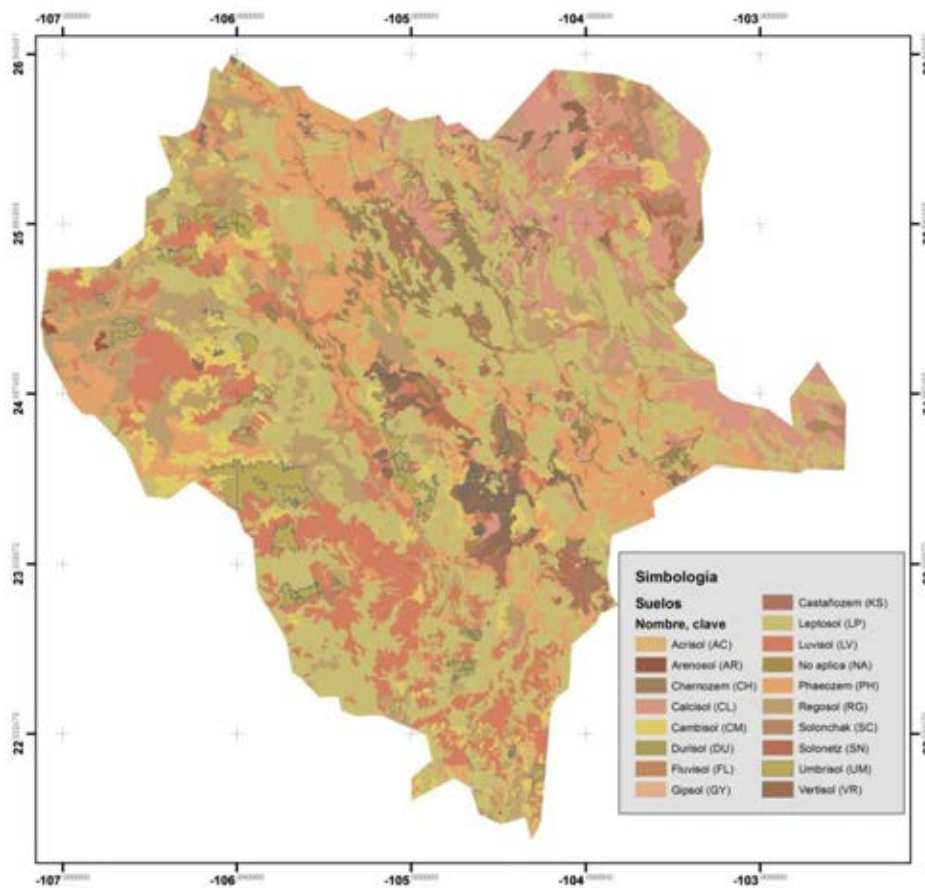 -107
-106
-105
-104
-103
26
25
24
23
22
Simbología
Suelos
Nombre, clave
Acrisol (AC)
Arenosol (AR)
Chernozem (CH)
Calcisol (CL)
Cambisol (CM)
Durisol (DU)
Fluvisol (FL)
Gipsol (GY)
Castañozem (KS)
Leptosol (LP)
Luvisol (LV)
No aplica (NA)
Phaeozem (PH)
Regosol (RG)
Solonchak (SC)
Solonetz (SN)
Umbrisol (UM)
Vertisol (VR)
-107
-106
-105
-104
-103